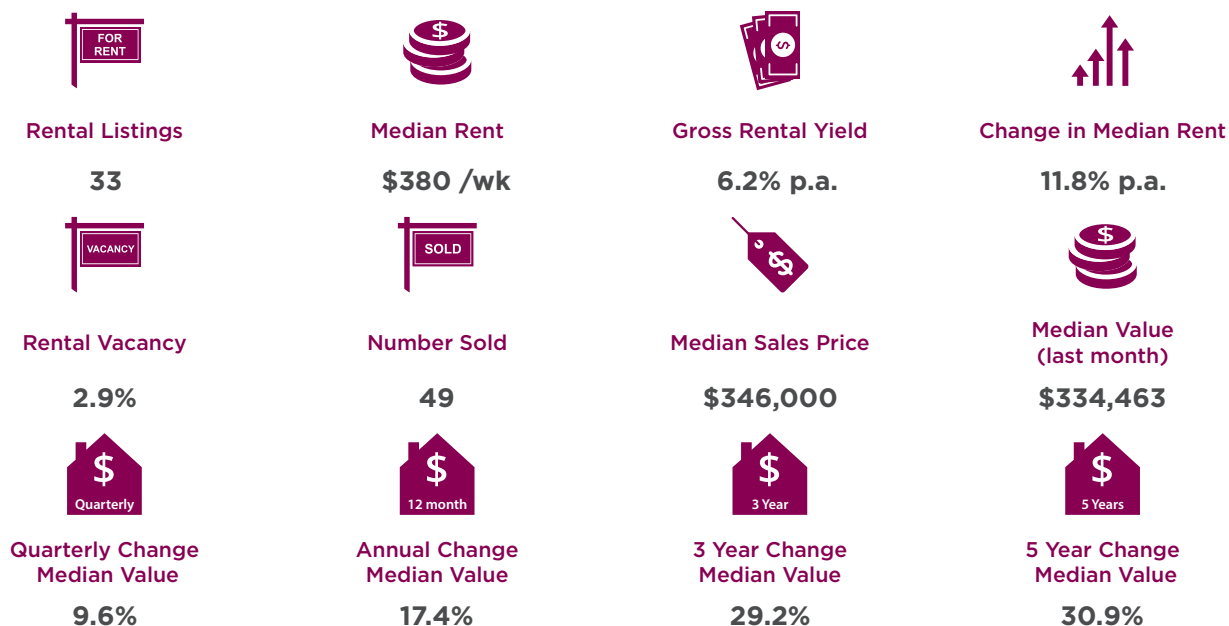 FOR
RENT
$
$
Rental Listings
Median Rent
Gross Rental Yield
Change in Median Rent
33
$380 /wk
6.2% p.a.
11.8% p.a.
VACANCY
SOLD
$
$
Rental Vacancy
Number Sold
Median Sales Price
Median Value
(last month)
2.9%
49
$346,000
$334,463
$
Quarterly
$
12 month
$
3 Year
$
5 Years
Quarterly Change
Median Value
Annual Change
Median Value
3 Year Change
Median Value
5 Year Change
Median Value
9.6%
17.4%
29.2%
30.9%